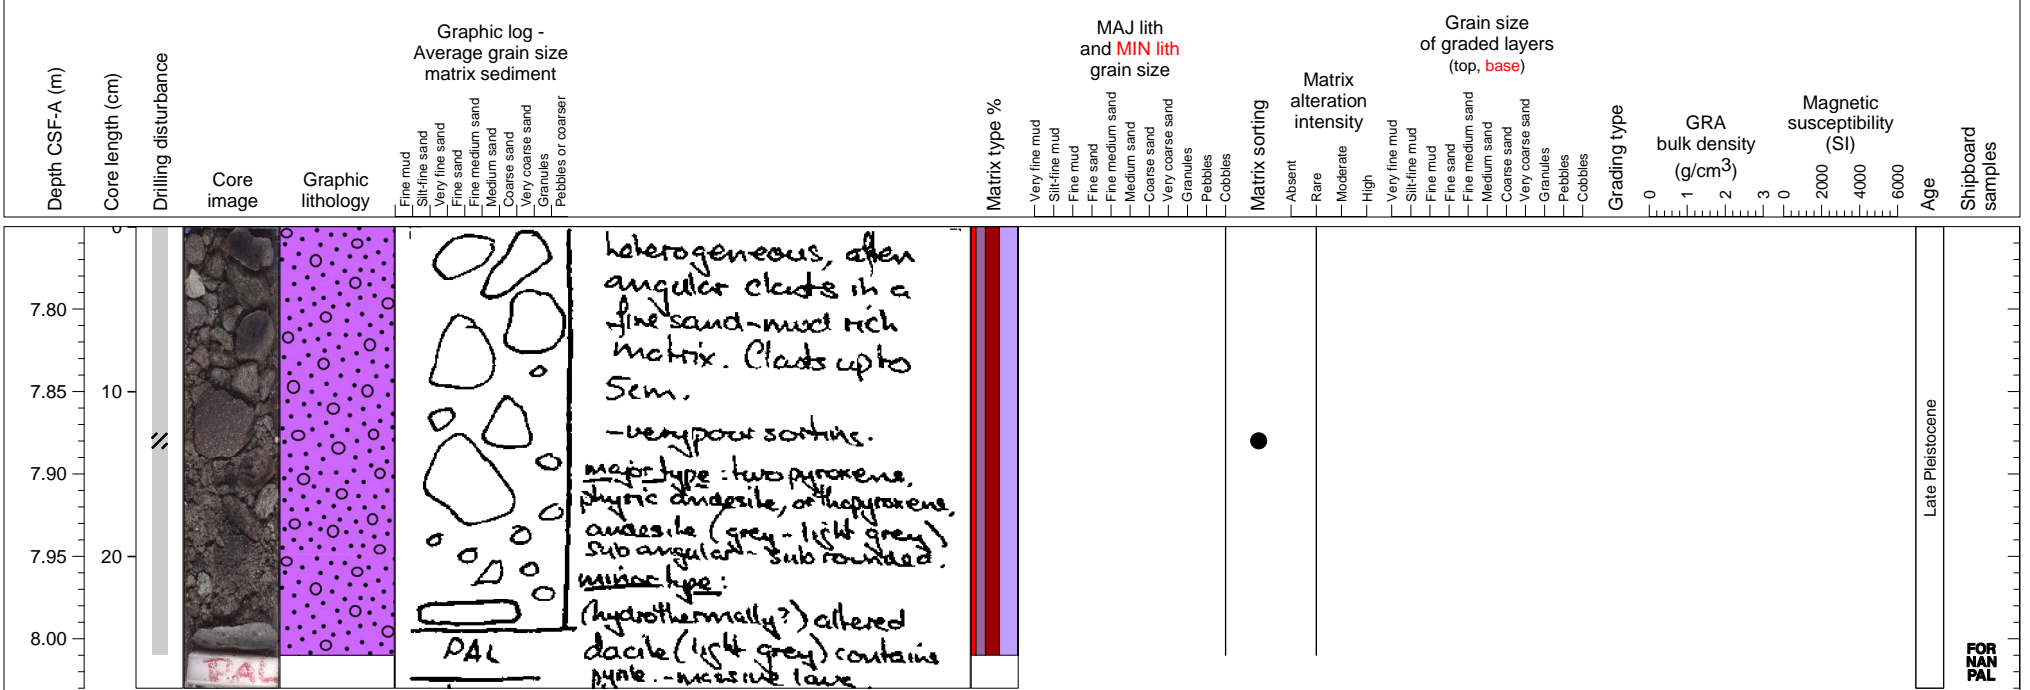 Graphic log -
Average grain size
matrix sediment
MAJ lith
and MIN lith
grain size
Grain size
of graded layers
(top, base)
Matrix
alteration
intensity
GRA
bulk density
(g/cm3)
Magnetic
susceptibility
(SI)
Depth CSF-A (m)
Core length (cm)
Drilling disturbance
Core
image
Graphic
lithology
Fine mud
Silt-fine sand
Very fine sand
Fine sand
Fine medium sand
Medium sand
Coarse sand
Very coarse sand
Granules
Pebbles or coarser
Matrix type %
Very fine mud
Silt-fine mud
Fine mud
Fine sand
Fine medium sand
Medium sand
Coarse sand
Very coarse sand
Granules
Pebbles
Cobbles
Matrix sorting
Absent
Rare
Moderate
High
Very fine mud
Silt-fine mud
Fine mud
Fine sand
Fine medium sand
Medium sand
Coarse sand
Very coarse sand
Granules
Pebbles
Cobbles
Grading type
0 1 2 3
0 2000 4000 6000
Age
Shipboard
samples
0
7.80
7.85
10
7.90
7.95
20
8.00
heterogeneous, often
angular clasts in a
fine sand-mud rich
matrix. Clasts up to
5cm.
-very poor sorting.
major type: two pyroxene,
phyric andesite, orthopyroxene,
andesite (grey-light grey)
subangular-subrounded.
minor type:
(hydrothermally?) altered
dacite (light grey) contains
pyrite. -massive lava
PAL
PAL
Late Pleistocene
FOR
NAN
PAL